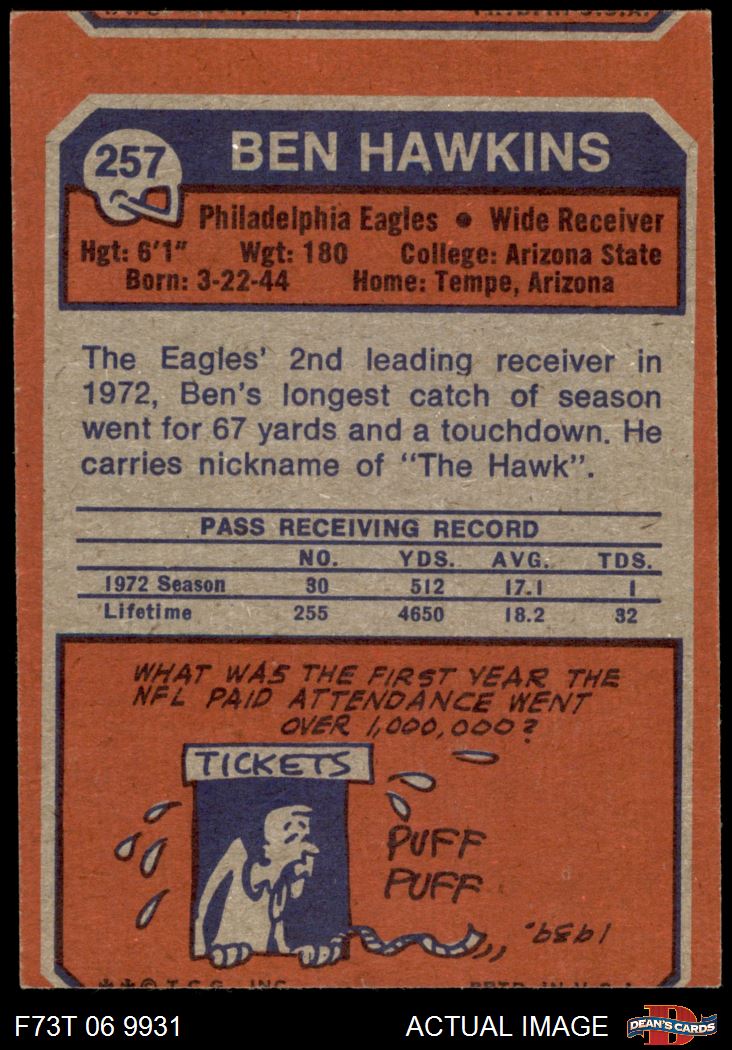 257
BEN HAWKINS
Philadelphia Eagles • Wide Receiver
Hgt: 6'1" Wgt: 180 College: Arizona State
Born: 3-22-44 Home: Tempe, Arizona
The Eagles' 2nd leading receiver in
1972, Ben's longest catch of season
went for 67 yards and a touchdown. He
carries nickname of "The Hawk".
PASS RECEIVING RECORD
NO. YDS. AVG. TDS.
1972 Season 30 512 17.1 1
Lifetime 255 4650 18.2 32
WHAT WAS THE FIRST YEAR THE
NFL PAID ATTENDANCE WENT
OVER 1,000,000?
TICKETS
PUFF
PUFF
1939.
**© T.C.G. INC. PRTD. IN U.S.A.
F73T 06 9931 ACTUAL IMAGE DEAN'S CARDS